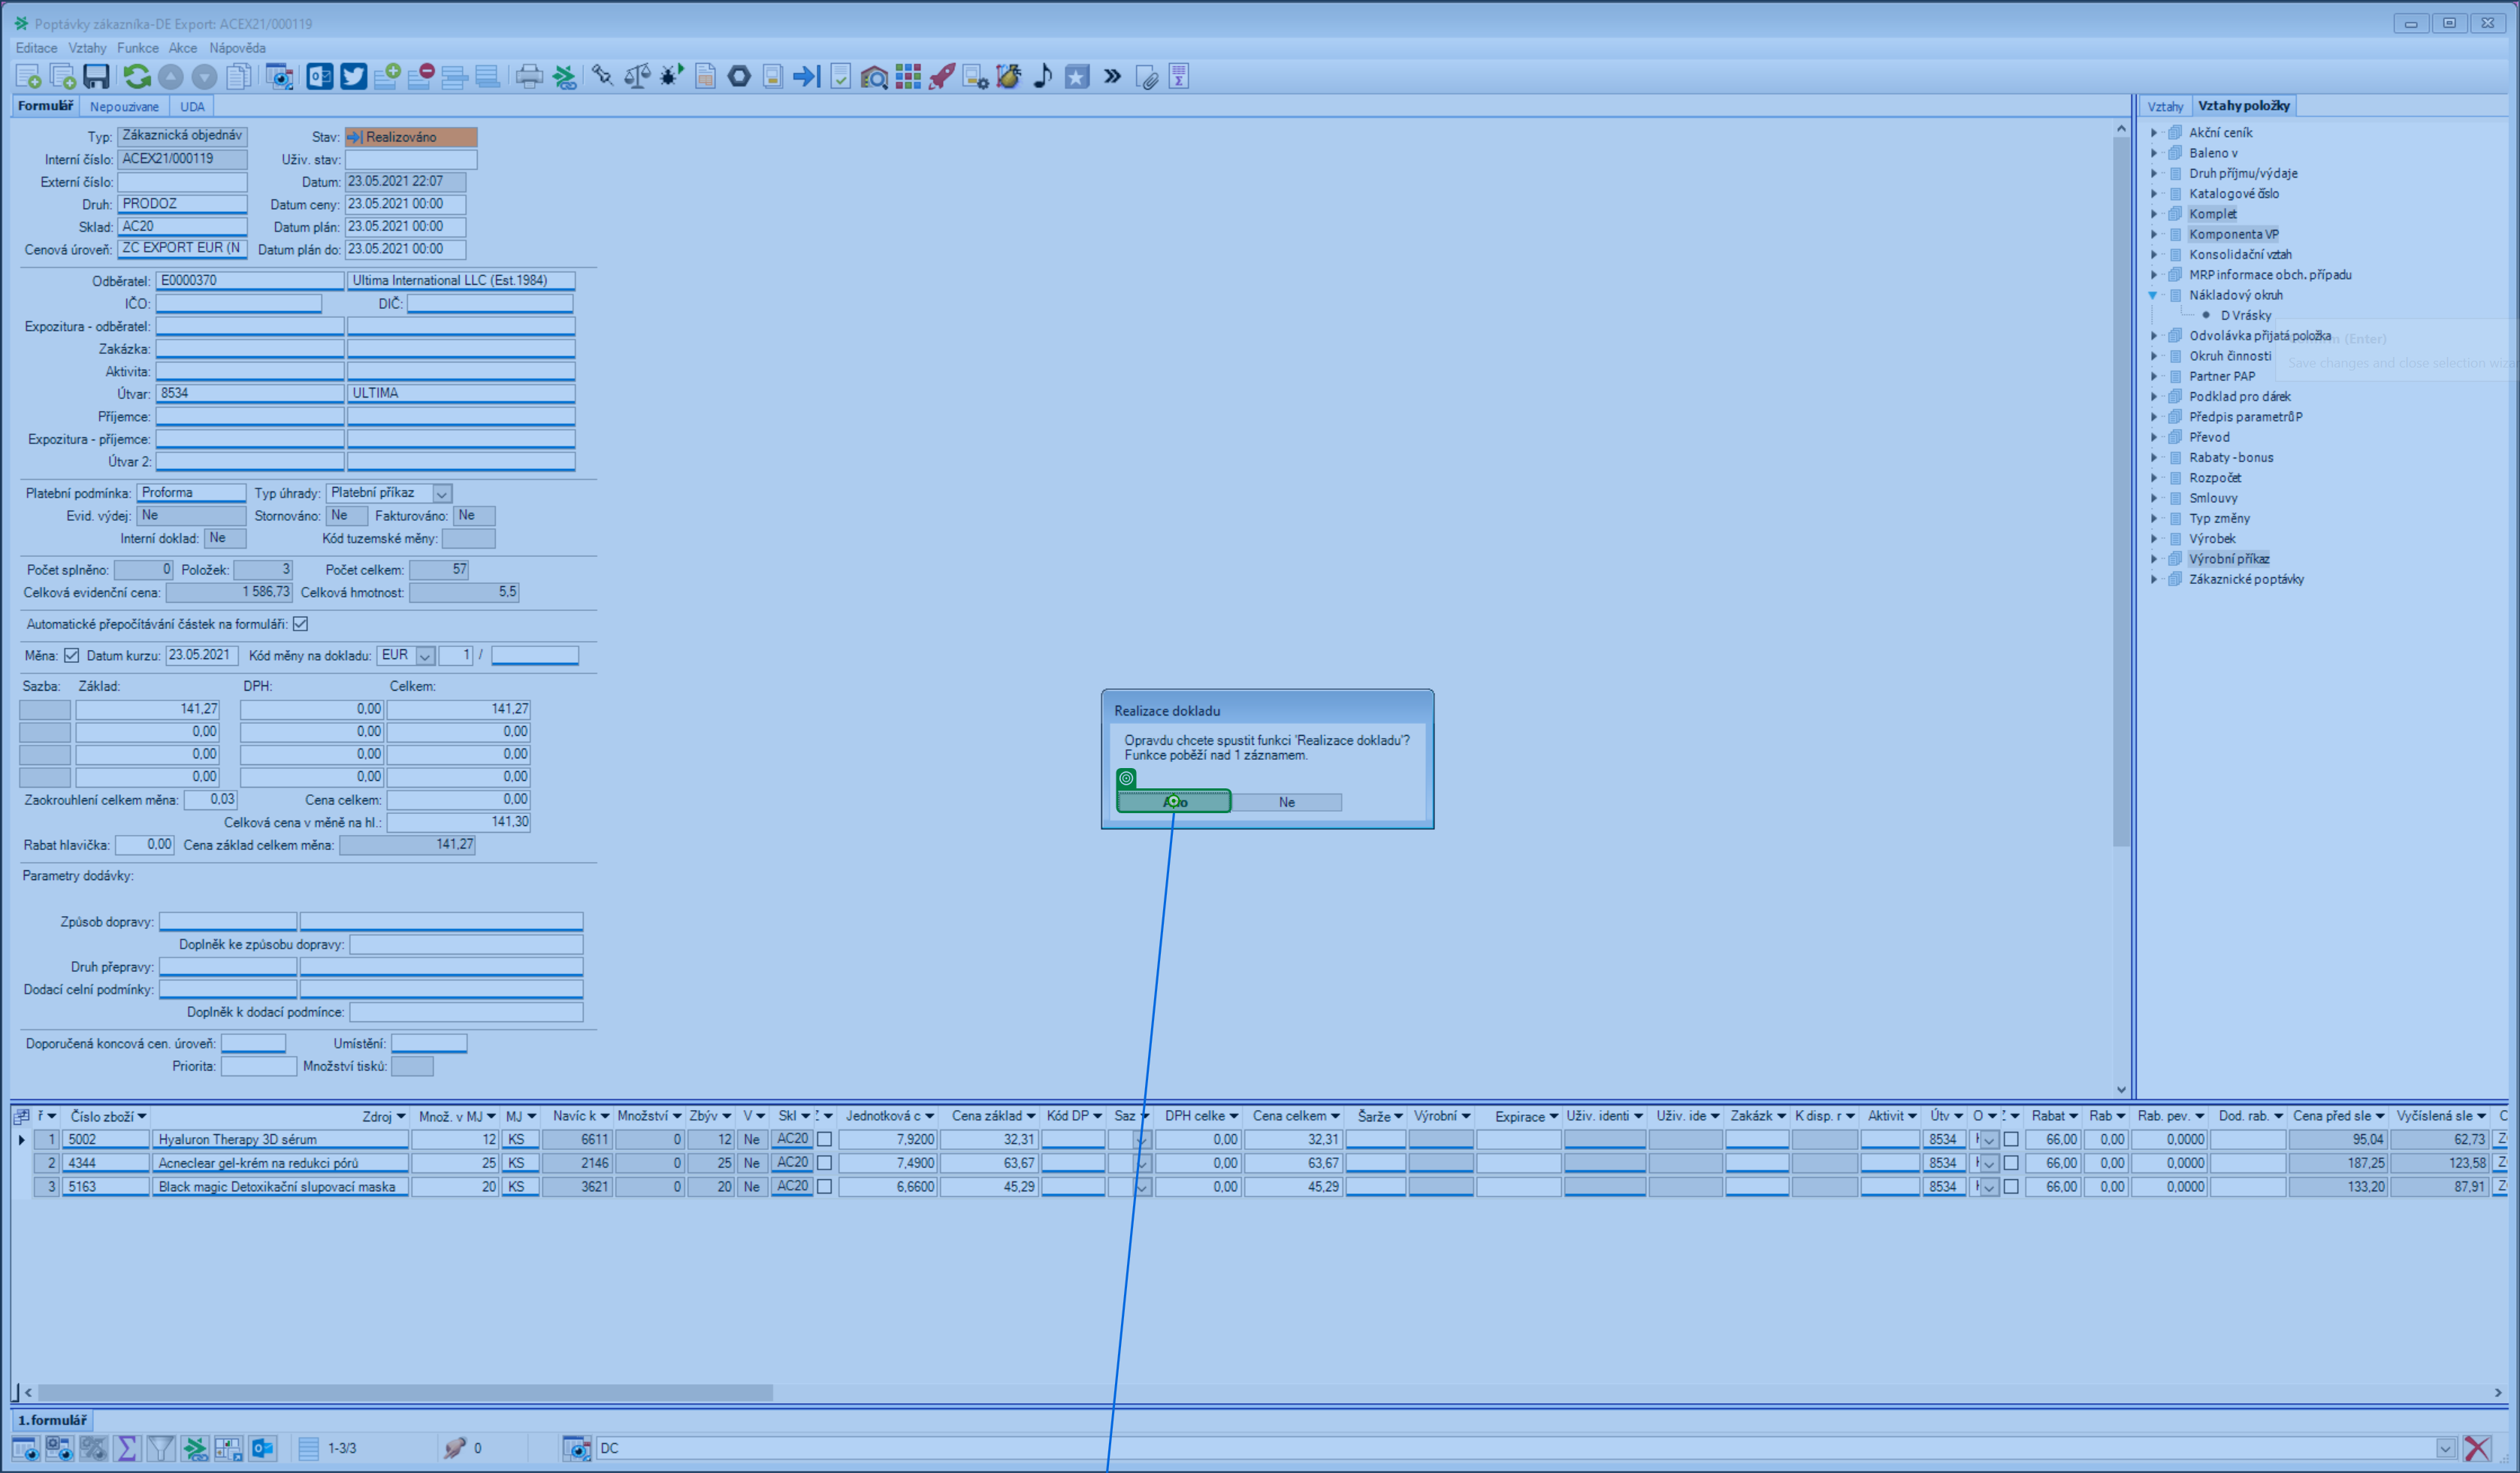 Poptávky zákazníka-DE Export: ACEX21/000119
Editace Vztahy Funkce Akce Nápověda
Formulář Nepouzivane UDA
Typ: Zákaznická objednáv Stav: Realizováno
Interní číslo: ACEX21/000119 Uživ. stav:
Externí číslo: Datum: 23.05.2021 22:07
Druh: PRODOZ Datum ceny: 23.05.2021 00:00
Sklad: AC20 Datum plán: 23.05.2021 00:00
Cenová úroveň: ZC EXPORT EUR (N Datum plán do: 23.05.2021 00:00
Odběratel: E0000370 Ultima International LLC (Est.1984)
IČO: DIČ:
Expozitura - odběratel:
Zakázka:
Aktivita:
Útvar: 8534 ULTIMA
Příjemce:
Expozitura - příjemce:
Útvar 2:
Platební podmínka: Proforma Typ úhrady: Platební příkaz
Evid. výdej: Ne Stornováno: Ne Fakturováno: Ne
Interní doklad: Ne Kód tuzemské měny:
Počet splněno: 0 Položek: 3 Počet celkem: 57
Celková evidenční cena: 1 586,73 Celková hmotnost: 5,5
Automatické přepočítávání částek na formuláři:
Měna: Datum kurzu: 23.05.2021 Kód měny na dokladu: EUR 1 /
Sazba: Základ: DPH: Celkem:
141,27 0,00 141,27
0,00 0,00 0,00
0,00 0,00 0,00
0,00 0,00 0,00
Zaokrouhlení celkem měna: 0,03 Cena celkem: 0,00
Celková cena v měně na hl.: 141,30
Rabat hlavička: 0,00 Cena základ celkem měna: 141,27
Parametry dodávky:
Způsob dopravy:
Doplněk ke způsobu dopravy:
Druh přepravy:
Dodací celní podmínky:
Doplněk k dodací podmínce:
Doporučená koncová cen. úroveň: Umístění:
Priorita: Množství tisků:
Realizace dokladu
Opravdu chcete spustit funkci 'Realizace dokladu'?
Funkce poběží nad 1 záznamem.
Ne
Vztahy Vztahy položky
Akční ceník
Baleno v
Druh příjmu/výdaje
Katalogové číslo
Komplet
Komponenta VP
Konsolidační vztah
MRP informace obch. případu
Nákladový okruh
D Vrásky
Odvolávka přijatá položka (Enter)
Okruh činnosti Save changes and close selection
Partner PAP
Podklad pro dárek
Předpis parametrů P
Převod
Rabaty - bonus
Rozpočet
Smlouvy
Typ změny
Výrobek
Výrobní příkaz
Zákaznické poptávky
ř Číslo zboží Zdroj Množ. v MJ MJ Navíc k Množství Zbýv V Skl Jednotková c Cena základ Kód DP Saz DPH celke Cena celkem Šarže Výrobní Expirace Uživ. identi Uživ. ide Zakázk K disp. r Aktivit Útv O Rabat Rab Rab. pev. Dod. rab. Cena před sle Vyčíslená sle
1 5002 Hyaluron Therapy 3D sérum 12 KS 6611 0 12 Ne AC20 7,9200 32,31 0,00 32,31 8534 66,00 0,00 0,0000 95,04 62,73
2 4344 Acneclear gel-krém na redukci pórů 25 KS 2146 0 25 Ne AC20 7,4900 63,67 0,00 63,67 8534 66,00 0,00 0,0000 187,25 123,58
3 5163 Black magic Detoxikační slupovací maska 20 KS 3621 0 20 Ne AC20 6,6600 45,29 0,00 45,29 8534 66,00 0,00 0,0000 133,20 87,91
1.formulář
1-3/3 0 DC